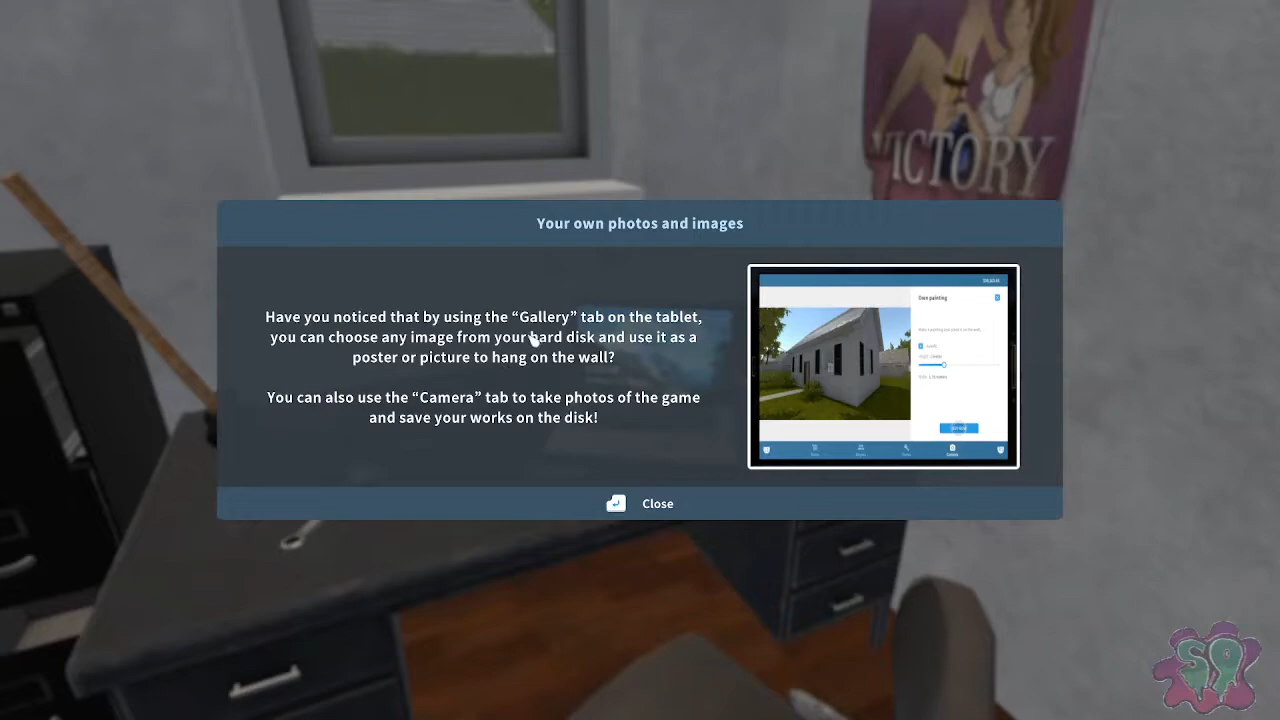 VICTORY
Your own photos and images
Have you noticed that by using the “Gallery” tab on the tablet,
you can choose any image from your hard disk and use it as a
poster or picture to hang on the wall?
You can also use the “Camera” tab to take photos of the game
and save your works on the disk!
Own painting
Close
S9